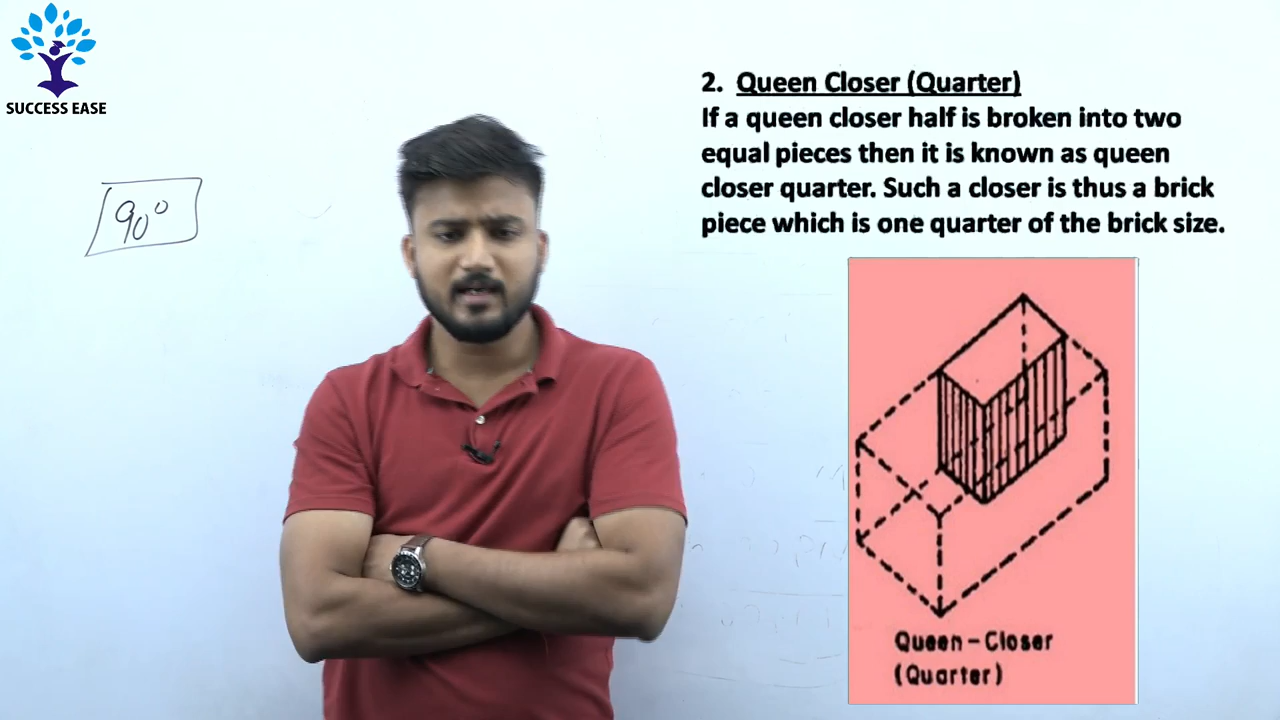 SUCCESS EASE
90°
2. Queen Closer (Quarter)
If a queen closer half is broken into two
equal pieces then it is known as queen
closer quarter. Such a closer is thus a brick
piece which is one quarter of the brick size.
Queen-Closer
(Quarter)